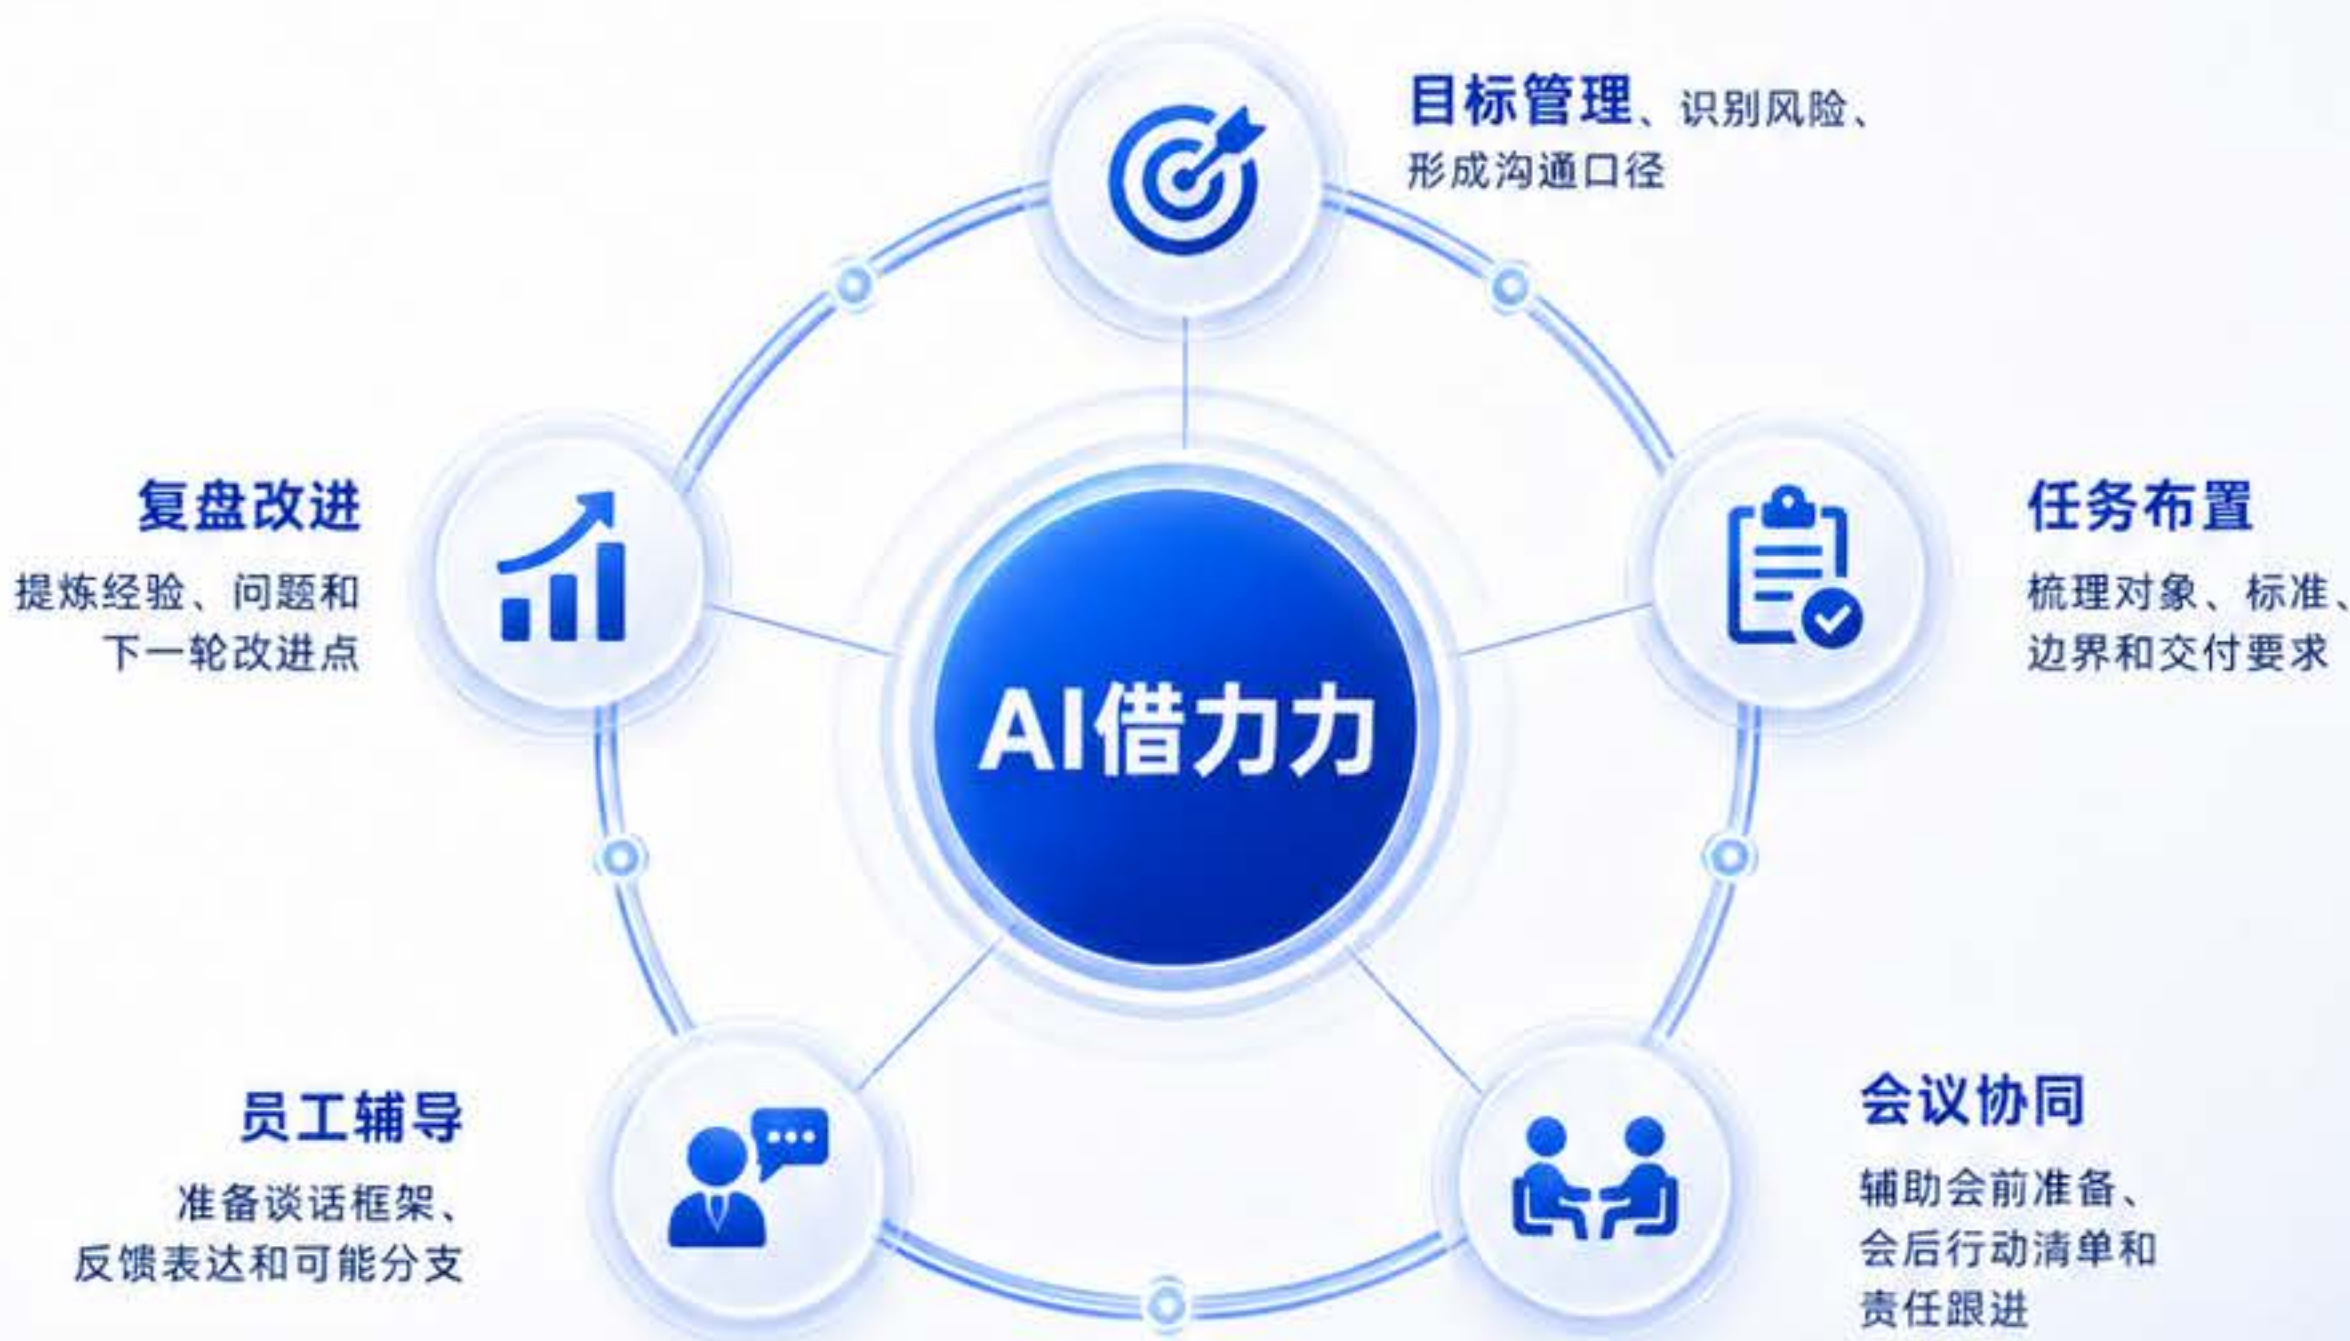 目标管理、识别风险、
形成沟通口径
复盘改进
提炼经验、问题和
下一轮改进点
任务布置
梳理对象、标准、
边界和交付要求
AI借力力
员工辅导
准备谈话框架、
反馈表达和可能分支
会议协同
辅助会前准备、
会后行动清单和
责任跟进